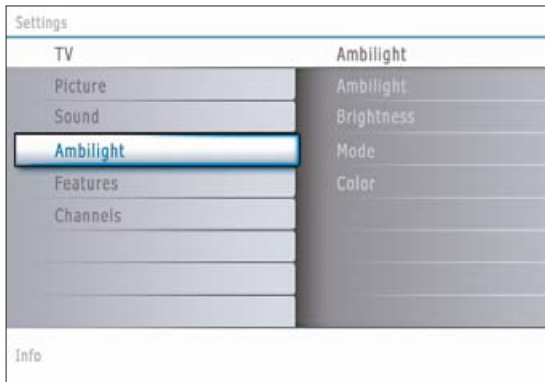 Settings
TV
Picture
Sound
Ambilight
Features
Channels
Ambilight
Ambilight
Brightness
Mode
Color
Info